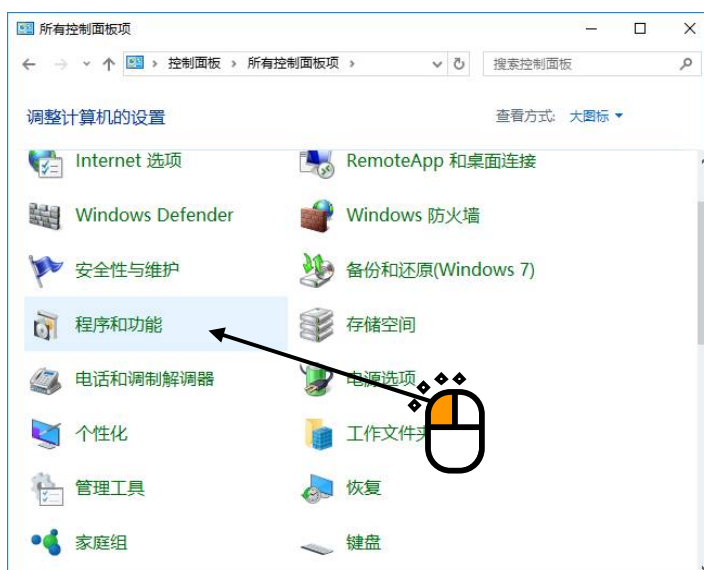 所有控制面板项
控制面板 › 所有控制面板项 ›
搜索控制面板
调整计算机的设置
查看方式: 大图标
Internet 选项
RemoteApp 和桌面连接
Windows Defender
Windows 防火墙
安全性与维护
备份和还原(Windows 7)
程序和功能
存储空间
电话和调制解调器
电源选项
个性化
工作文件夹
管理工具
恢复
家庭组
键盘